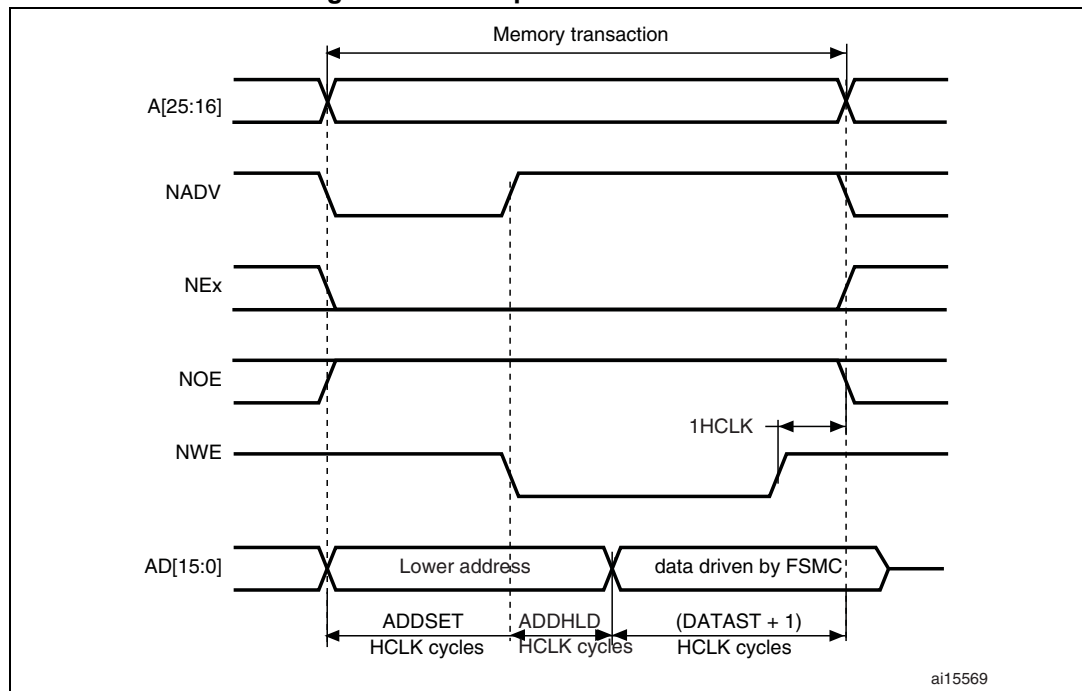 Memory transaction
A[25:16]
NADV
NEx
NOE
1HCLK
NWE
AD[15:0]
Lower address
data driven by FSMC
ADDSET
HCLK cycles
ADDHLD
HCLK cycles
(DATAST + 1)
HCLK cycles
ai15569